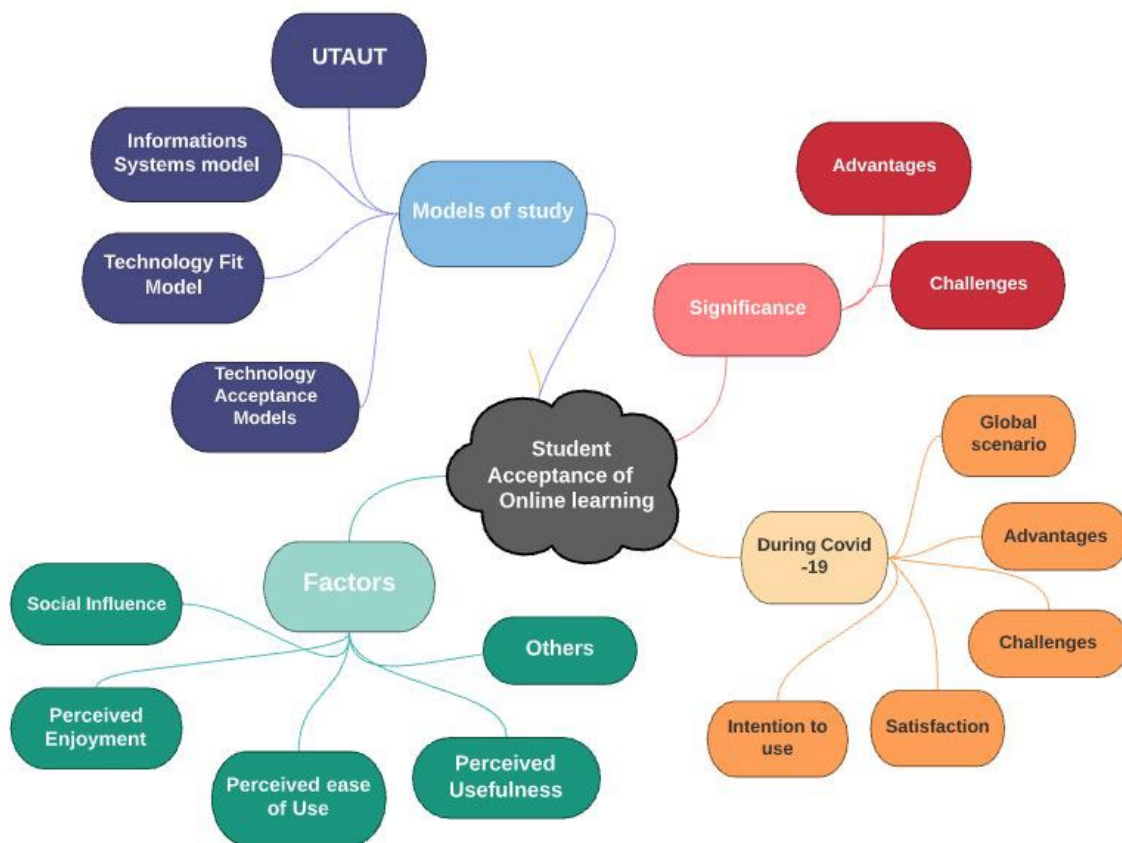 UTAUT
Informations
Systems model
Models of study
Technology Fit
Model
Technology
Acceptance
Models
Advantages
Challenges
Significance
Student
Acceptance of
Online learning
Global
scenario
Advantages
During Covid
-19
Challenges
Satisfaction
Intention to
use
Factors
Social Influence
Others
Perceived
Enjoyment
Perceived ease
of Use
Perceived
Usefulness